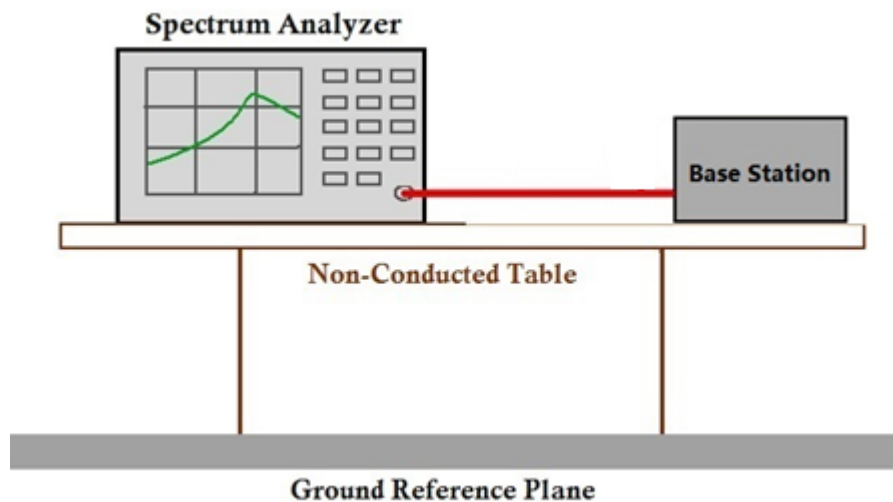 Spectrum Analyzer
Base Station
Non-Conducted Table
Ground Reference Plane